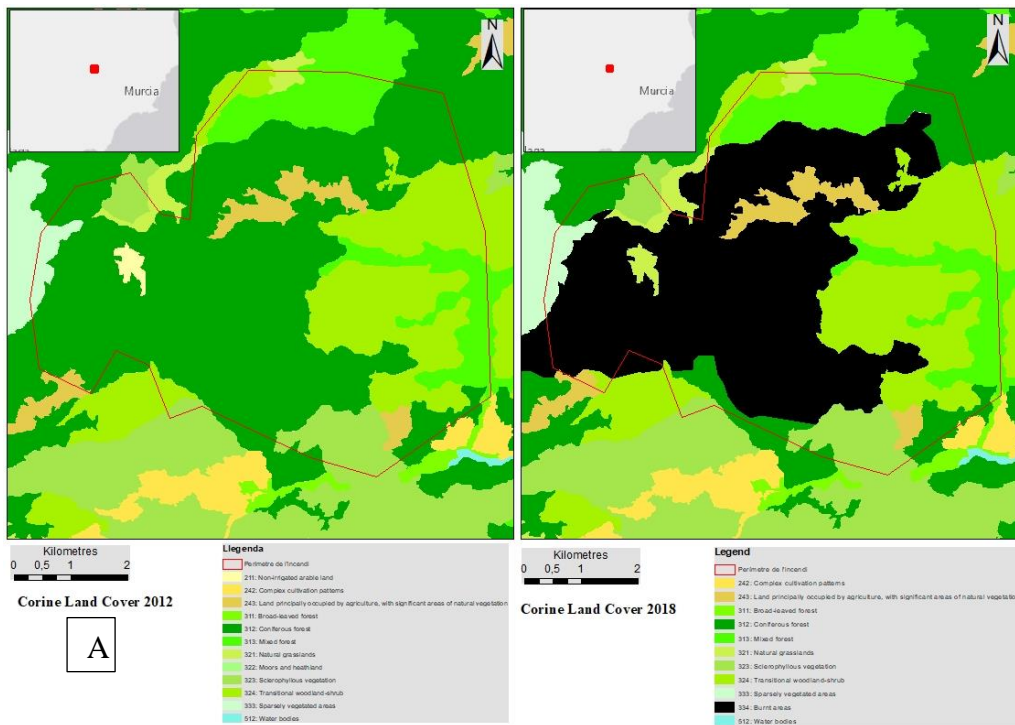 N
Murcia
N
Murcia
Kilometres
0 0,5 1 2
Corine Land Cover 2012
A
Llegenda
Perímetre de l'incendi
211: Non-irrigated arable land
242: Complex cultivation patterns
243: Land principally occupied by agriculture, with significant areas of natural vegetation
311: Broad-leaved forest
312: Coniferous forest
313: Mixed forest
321: Natural grasslands
322: Moors and heathland
323: Sclerophyllous vegetation
324: Transitional woodland-shrub
333: Sparsely vegetated areas
512: Water bodies
Kilometres
0 0,5 1 2
Corine Land Cover 2018
Legend
Perímetre de l'incendi
242: Complex cultivation patterns
243: Land principally occupied by agriculture, with significant areas of natural vegetation
311: Broad-leaved forest
312: Coniferous forest
313: Mixed forest
321: Natural grasslands
323: Sclerophyllous vegetation
324: Transitional woodland-shrub
333: Sparsely vegetated areas
334: Burnt areas
512: Water bodies